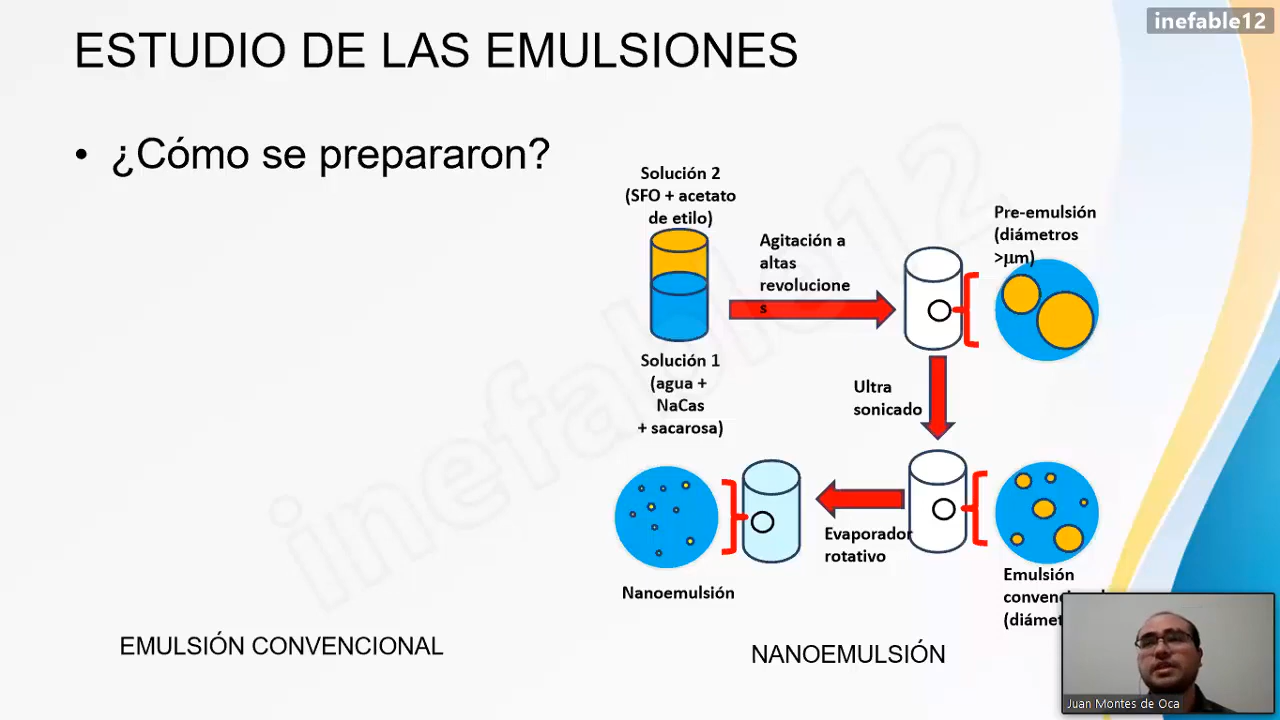 inefable12
ESTUDIO DE LAS EMULSIONES
• ¿Cómo se prepararon?
Solución 2
(SFO + acetato
de etilo)
Agitación a
altas
revolucione
s
Pre-emulsión
(diámetros
>μm)
Solución 1
(agua +
NaCas
+ sacarosa)
Ultra
sonicado
Evaporador
rotativo
Nanoemulsión
Emulsión
EMULSIÓN CONVENCIONAL
NANOEMULSIÓN
Juan Montes de Oca
inefable12